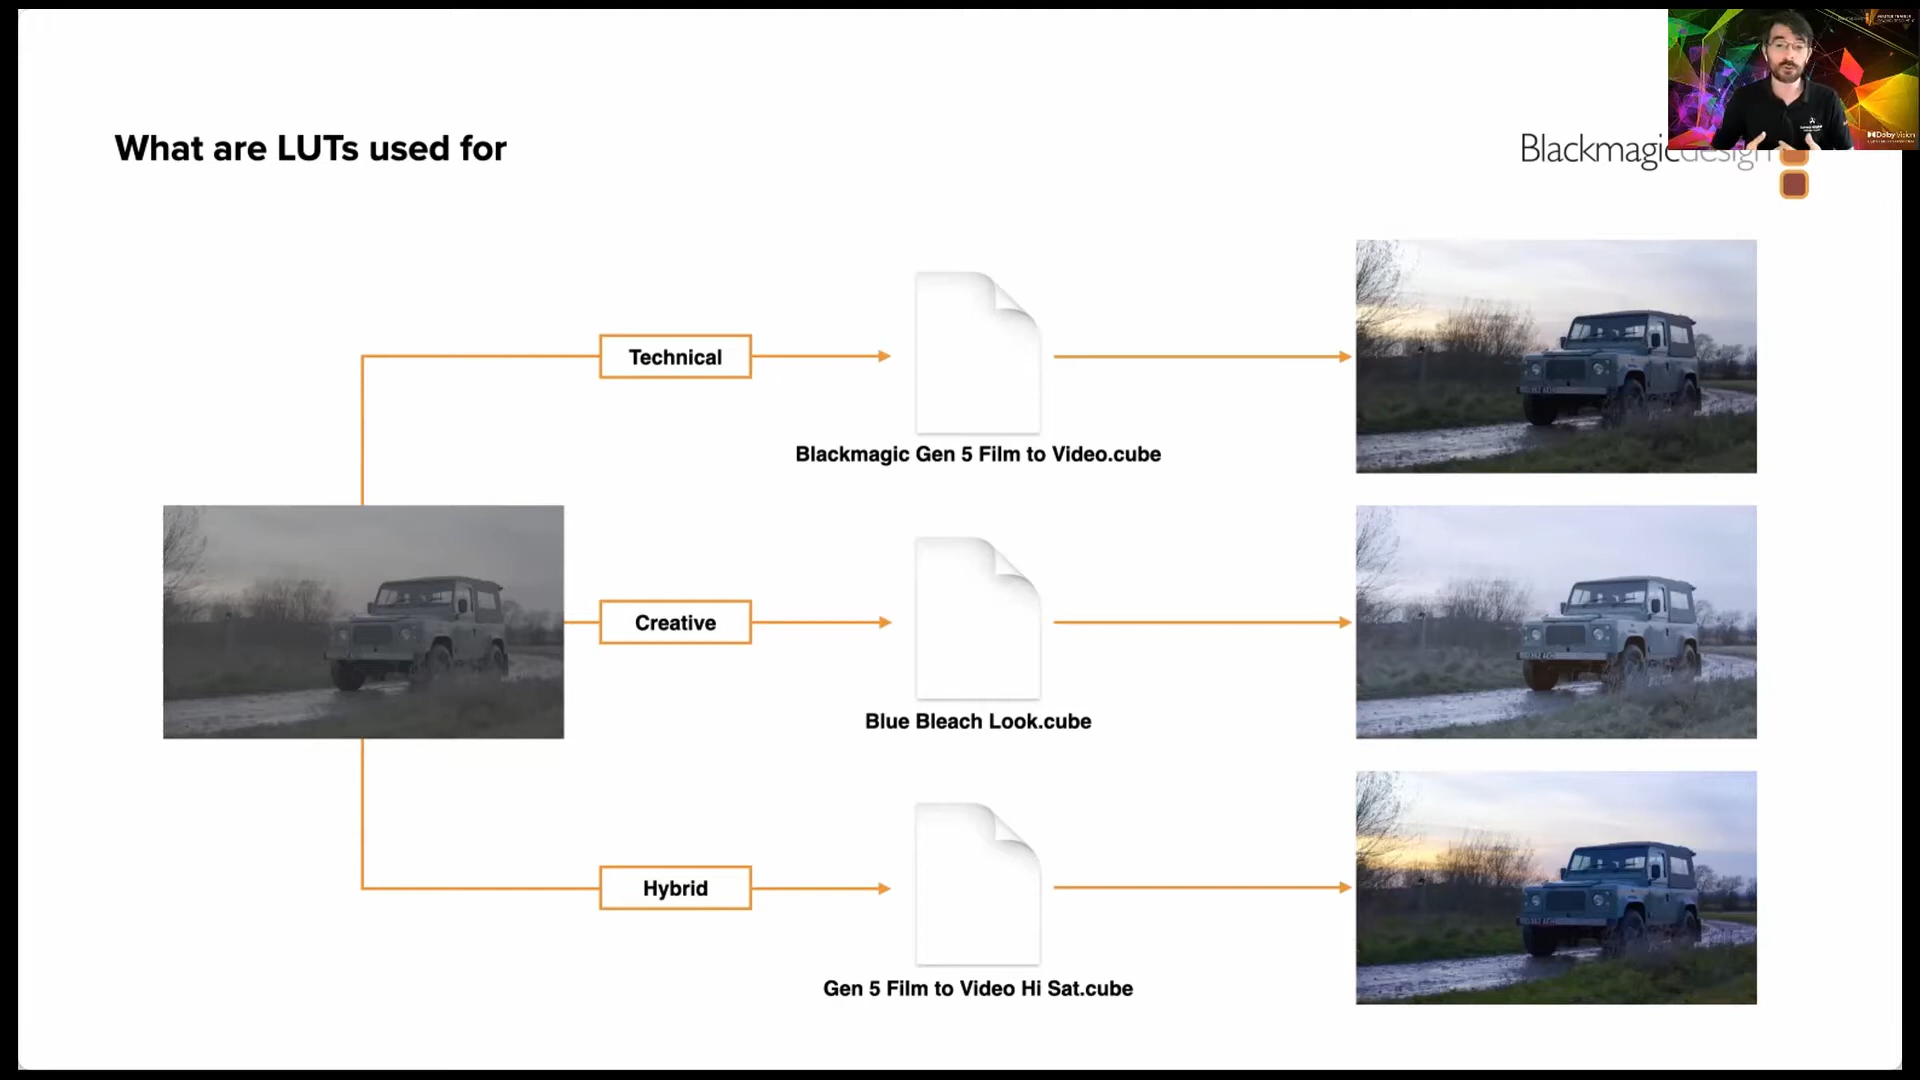 What are LUTs used for
Blackmagicdesign
DolbyVision
Technical
Blackmagic Gen 5 Film to Video.cube
Creative
Blue Bleach Look.cube
Hybrid
Gen 5 Film to Video Hi Sat.cube